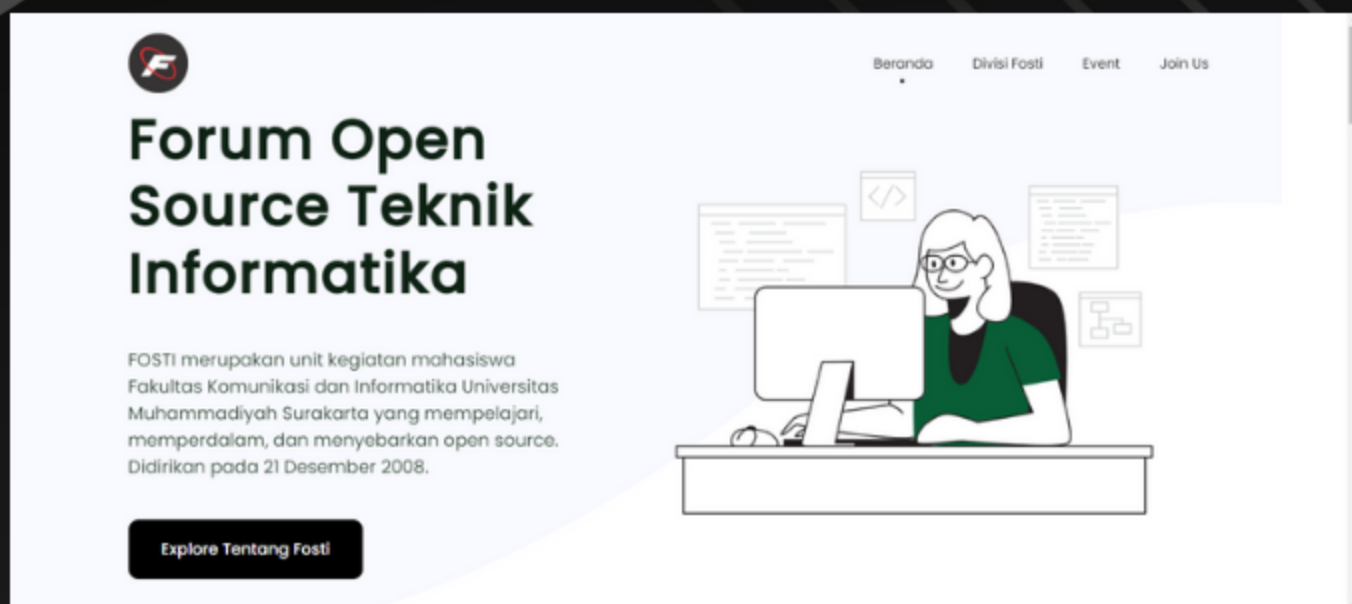 F
Beranda Divisi Fosti Event Join Us
Forum Open
Source Teknik
Informatika
</>
FOSTI merupakan unit kegiatan mahasiswa
Fakultas Komunikasi dan Informatika Universitas
Muhammadiyah Surakarta yang mempelajari,
memperdalam, dan menyebarkan open source.
Didirikan pada 21 Desember 2008.
Explore Tentang Fosti